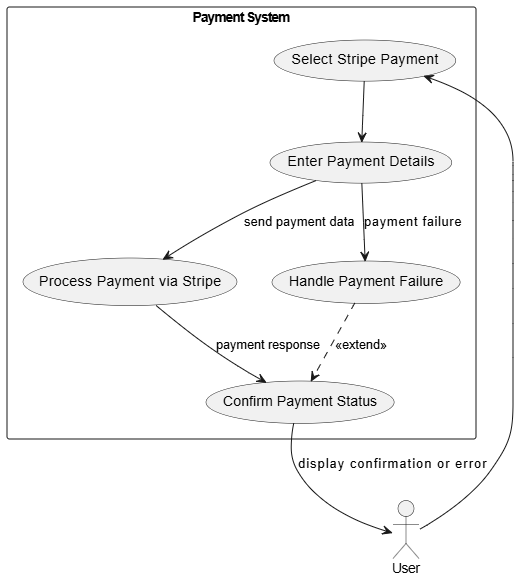 Payment System
Select Stripe Payment
Enter Payment Details
send payment data
payment failure
Process Payment via Stripe
Handle Payment Failure
payment response
«extend»
Confirm Payment Status
display confirmation or error
User